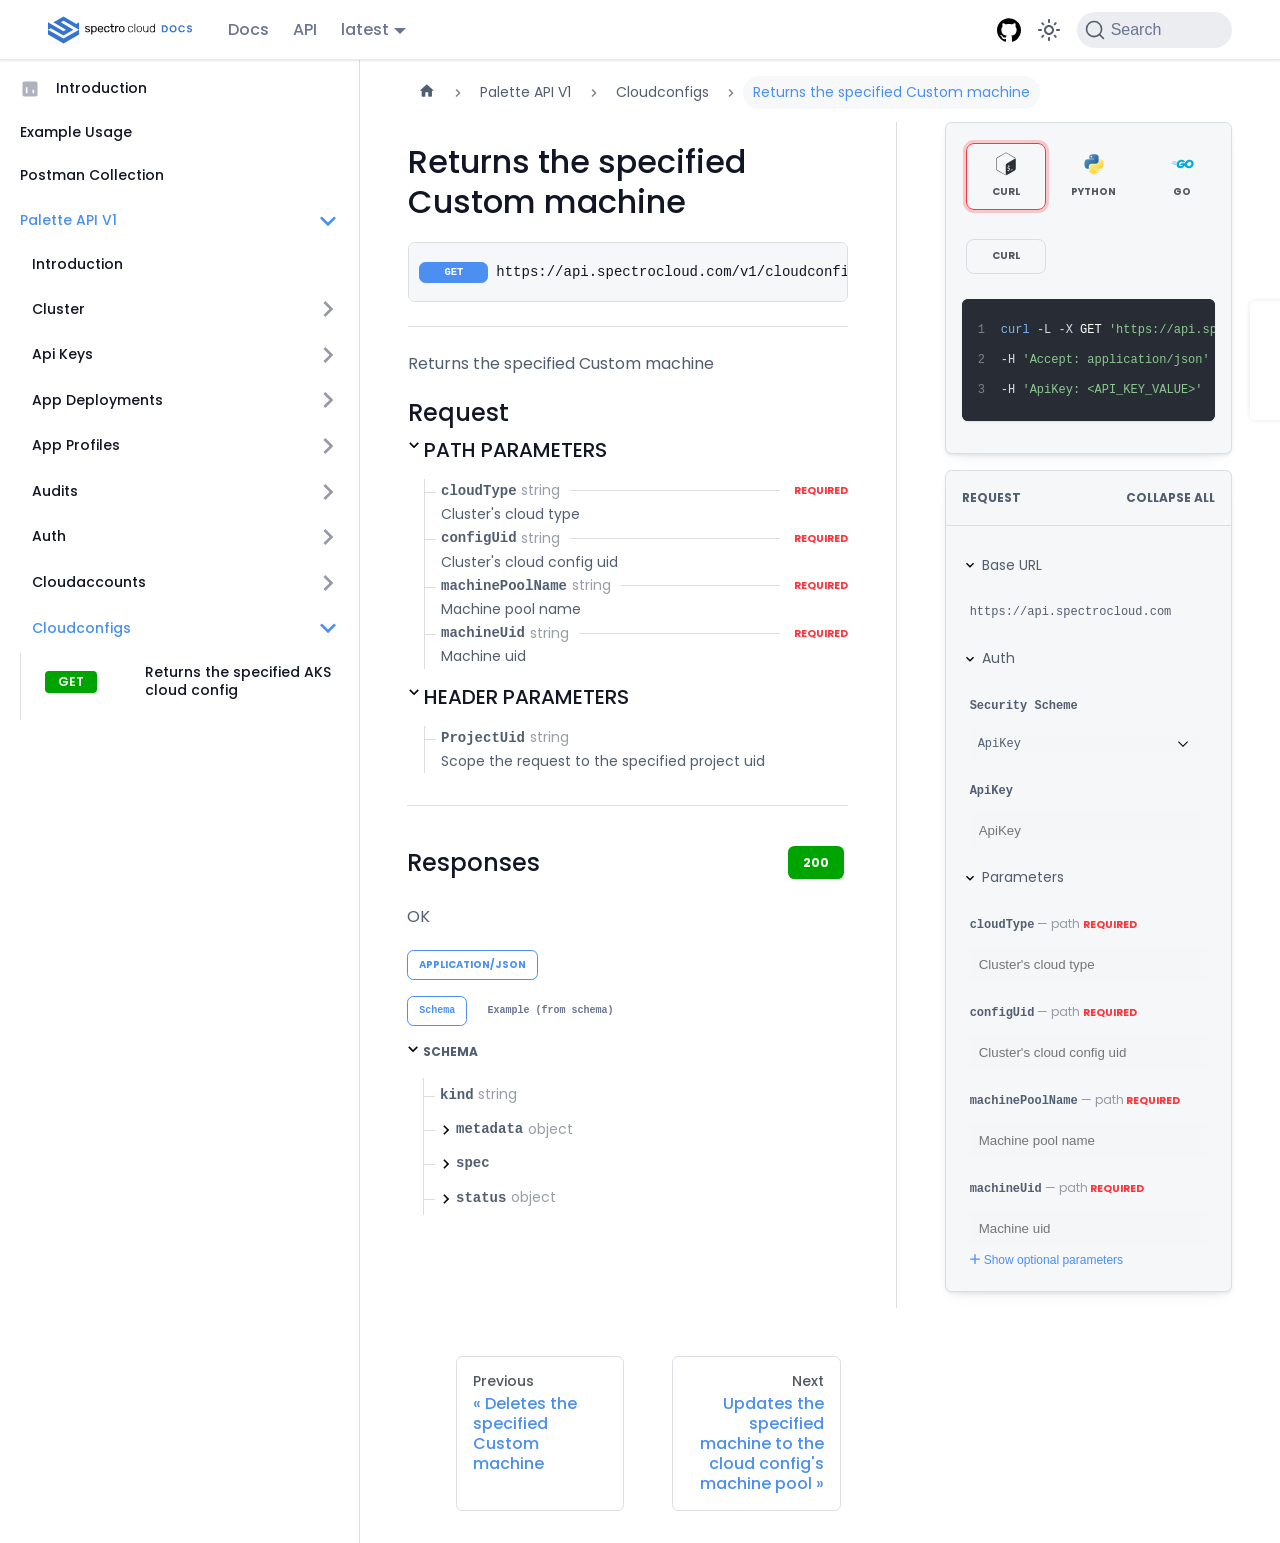 spectro cloud DOCS
Docs
API
latest
Search
Introduction
Example Usage
Postman Collection
Palette API V1
Introduction
Cluster
Api Keys
App Deployments
App Profiles
Audits
Auth
Cloudaccounts
Cloudconfigs
GET
Returns the specified AKS
cloud config
Palette API V1
Cloudconfigs
Returns the specified Custom machine
Returns the specified
Custom machine
GET
https://api.spectrocloud.com/v1/cloudconfi
Returns the specified Custom machine
Request
PATH PARAMETERS
cloudType string REQUIRED
Cluster's cloud type
configUid string REQUIRED
Cluster's cloud config uid
machinePoolName string REQUIRED
Machine pool name
machineUid string REQUIRED
Machine uid
HEADER PARAMETERS
ProjectUid string
Scope the request to the specified project uid
Responses
200
OK
APPLICATION/JSON
Schema
Example (from schema)
SCHEMA
kind string
metadata object
spec
status object
CURL
PYTHON
GO
CURL
1 curl -L -X GET 'https://api.sp
2 -H 'Accept: application/json'
3 -H 'ApiKey: <API_KEY_VALUE>'
REQUEST
COLLAPSE ALL
Base URL
https://api.spectrocloud.com
Auth
Security Scheme
ApiKey
ApiKey
ApiKey
Parameters
cloudType — path REQUIRED
Cluster's cloud type
configUid — path REQUIRED
Cluster's cloud config uid
machinePoolName — path REQUIRED
Machine pool name
machineUid — path REQUIRED
Machine uid
Show optional parameters
Previous
« Deletes the
specified
Custom
machine
Next
Updates the
specified
machine to the
cloud config's
machine pool »